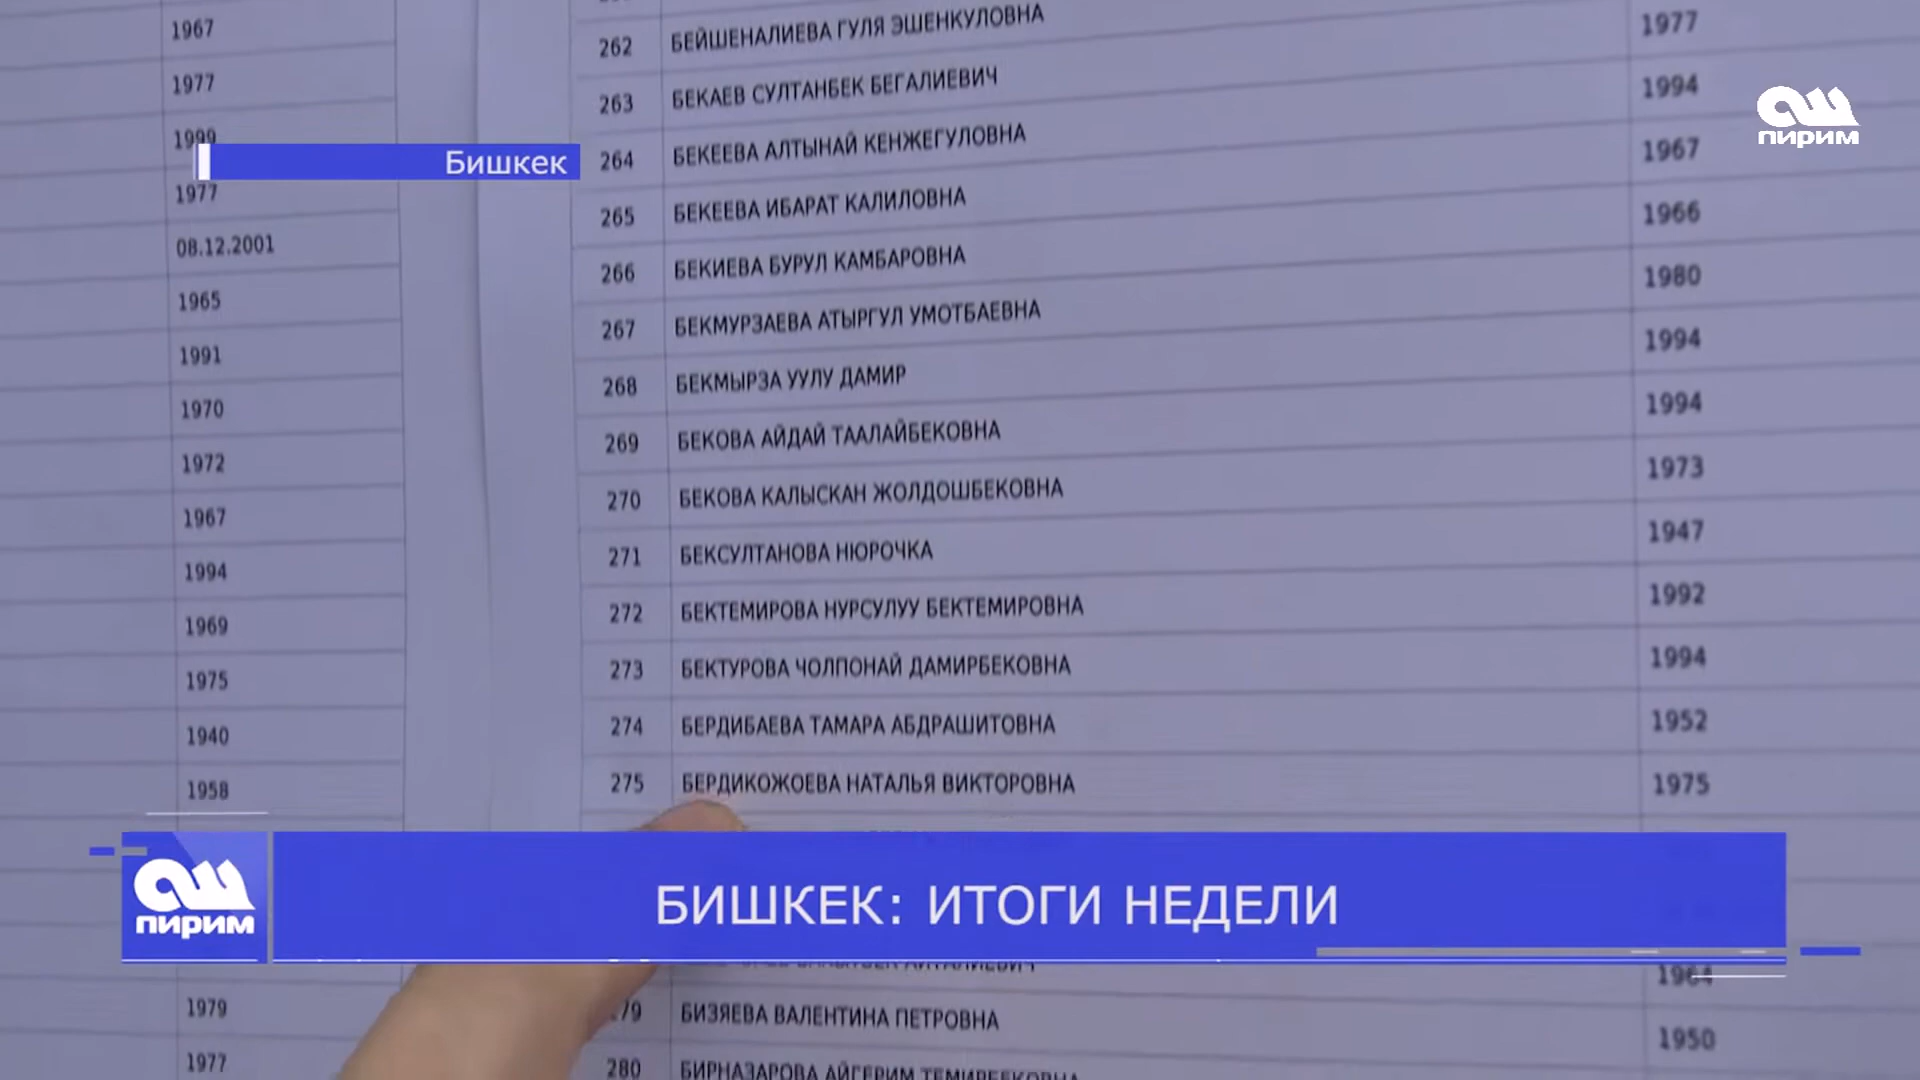 1967
1977
1999
1977
08.12.2001
1965
1991
1970
1972
1967
1994
1969
1975
1940
1958
1979
1977
Бишкек
262 БЕЙШЕНАЛИЕВА ГУЛЯ ЭШЕНКУЛОВНА 1977
263 БЕКАЕВ СУЛТАНБЕК БЕГАЛИЕВИЧ 1994
264 БЕКЕЕВА АЛТЫНАЙ КЕНЖЕГУЛОВНА 1967
265 БЕКЕЕВА ИБАРАТ КАЛИЛОВНА 1966
266 БЕКИЕВА БУРУЛ КАМБАРОВНА 1980
267 БЕКМУРЗАЕВА АТЫРГУЛ УМОТБАЕВНА 1994
268 БЕКМЫРЗА УУЛУ ДАМИР 1994
269 БЕКОВА АЙДАЙ ТААЛАЙБЕКОВНА 1973
270 БЕКОВА КАЛЫСКАН ЖОЛДОШБЕКОВНА 1947
271 БЕКСУЛТАНОВА НЮРОЧКА 1992
272 БЕКТЕМИРОВА НУРСУЛУУ БЕКТЕМИРОВНА 1994
273 БЕКТУРОВА ЧОЛПОНАЙ ДАМИРБЕКОВНА 1952
274 БЕРДИБАЕВА ТАМАРА АБДРАШИТОВНА 1975
275 БЕРДИКОЖОЕВА НАТАЛЬЯ ВИКТОРОВНА
1964
БИЗЯЕВА ВАЛЕНТИНА ПЕТРОВНА 1950
280 БИРНАЗАРОВА АЙГЕРИМ ТЕМИРБЕКОВНА
ОШ
ПИРИМ
ОШ
ПИРИМ
БИШКЕК: ИТОГИ НЕДЕЛИ